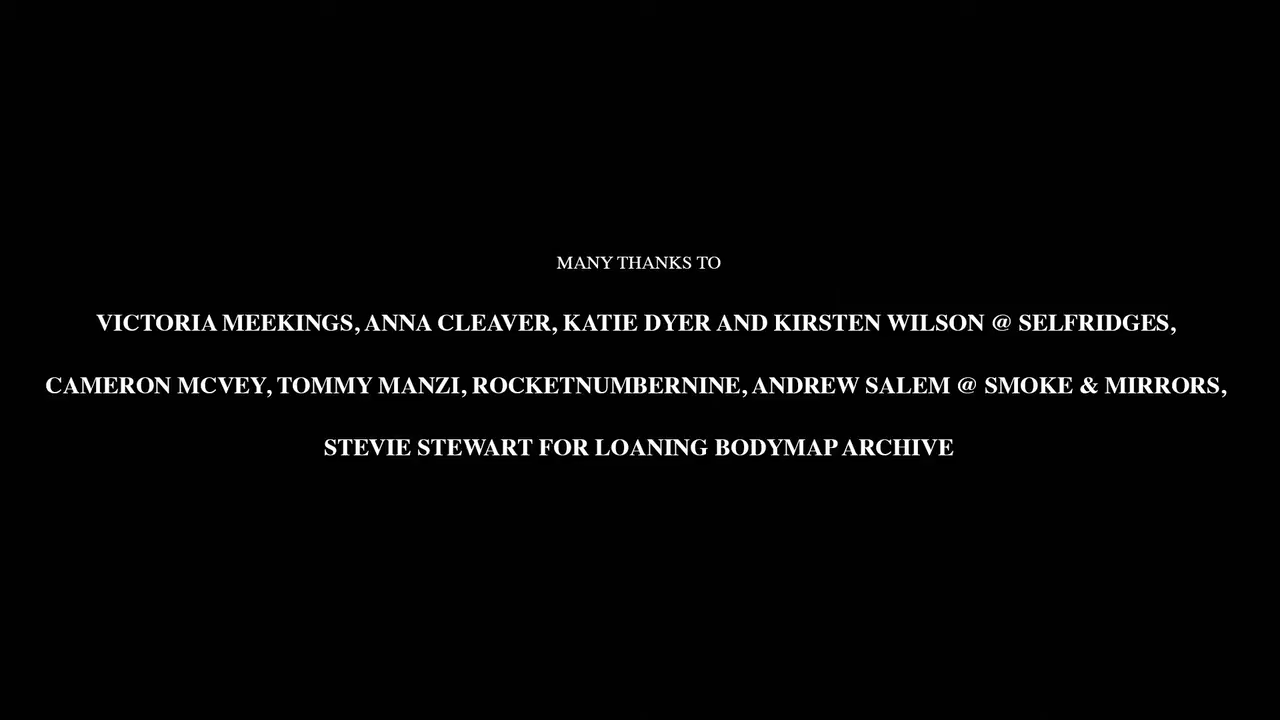 MANY THANKS TO
VICTORIA MEEKINGS, ANNA CLEAVER, KATIE DYER AND KIRSTEN WILSON @ SELFRIDGES,
CAMERON MCVEY, TOMMY MANZI, ROCKETNUMBERNINE, ANDREW SALEM @ SMOKE & MIRRORS,
STEVIE STEWART FOR LOANING BODYMAP ARCHIVE